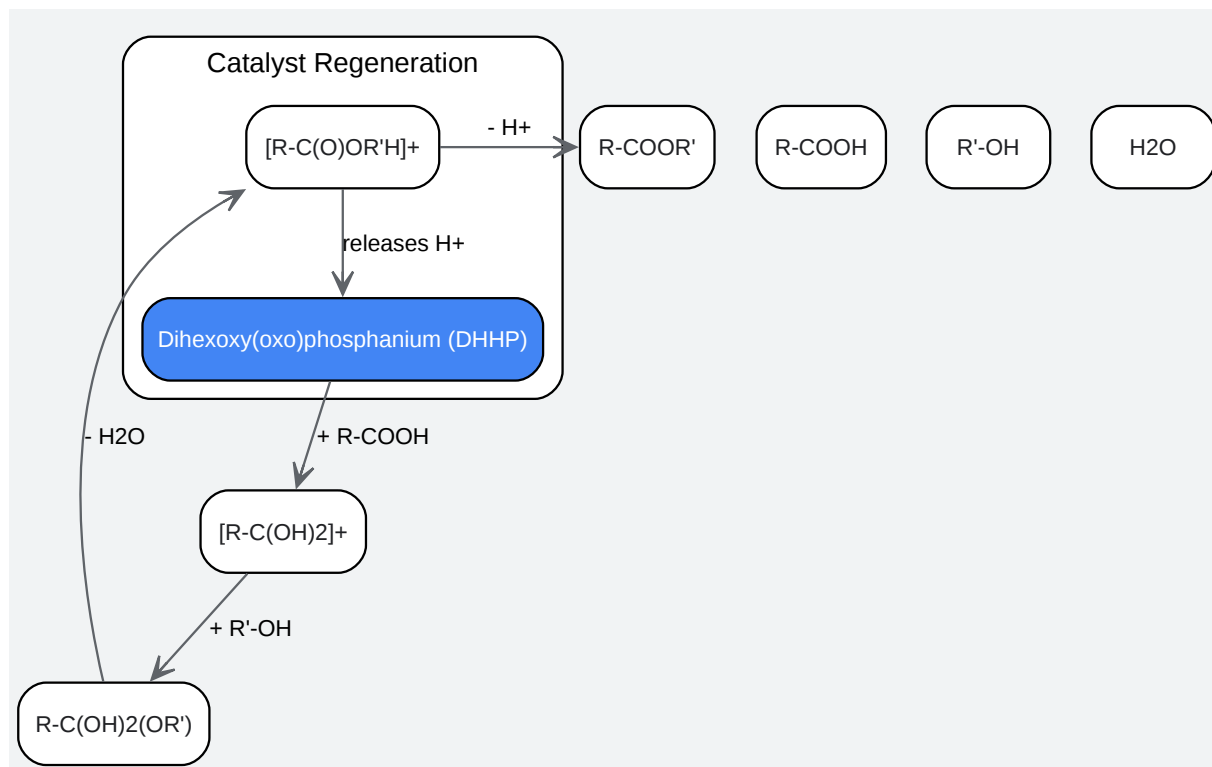 Catalyst Regeneration
[R-C(O)OR'H]+
- H+
R-COOR'
R-COOH
R'-OH
H2O
releases H+
Dihexoxy(oxo)phosphanium (DHHP)
- H2O
+ R-COOH
[R-C(OH)2]+
+ R'-OH
R-C(OH)2(OR')